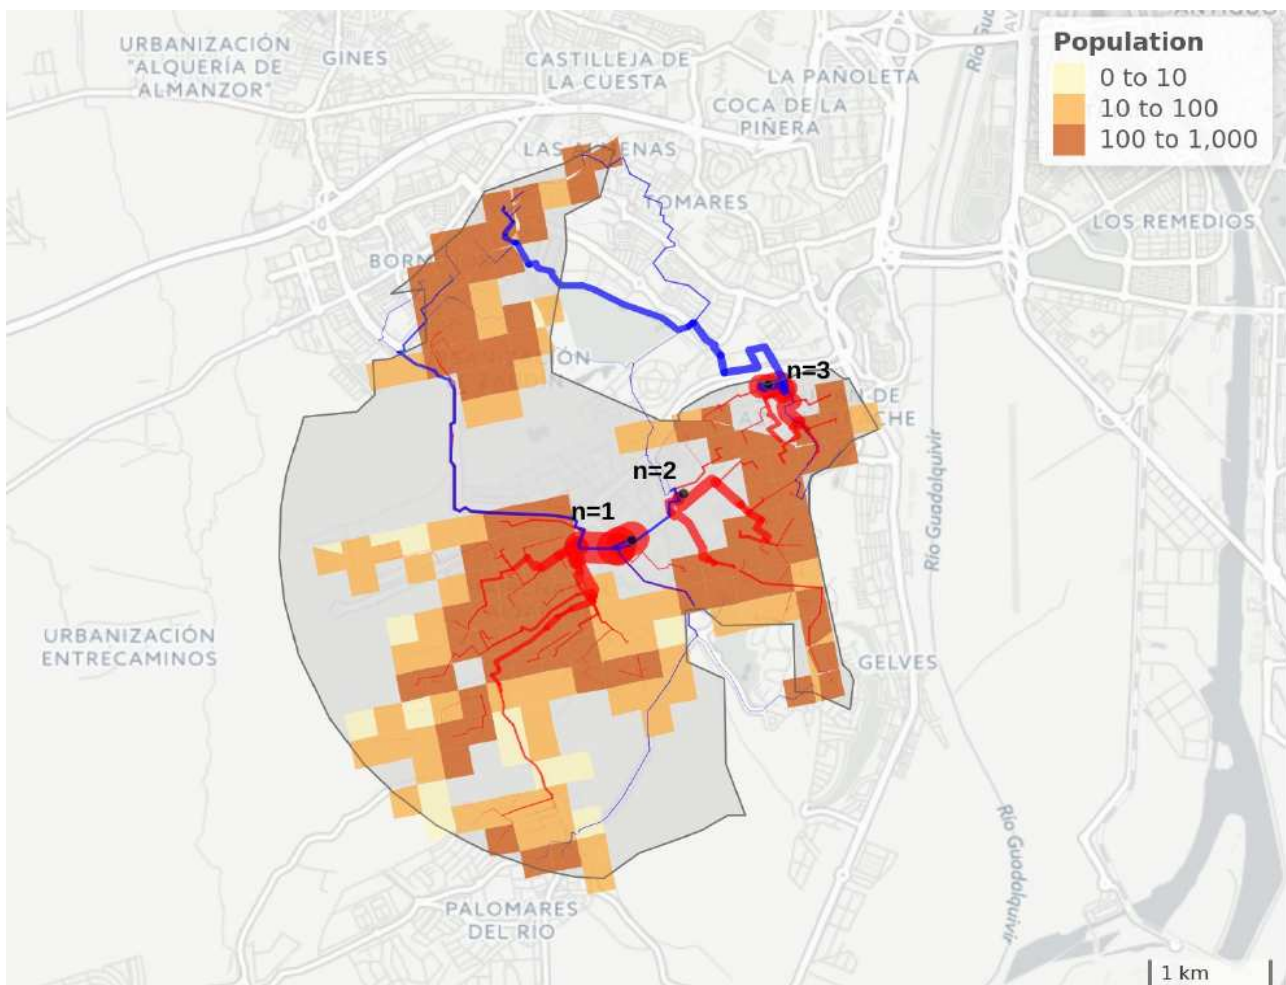 ANTIGUO
Population
0 to 10
10 to 100
100 to 1,000
URBANIZACIÓN
"ALQUERÍA DE
ALMANZOR"
GINES
CASTILLEJA DE
LA CUESTA
LA PAÑOLETA
COCA DE LA
PIÑERA
Río
TOMARES
LOS REMEDIOS
n=3
n=2
n=1
Río Guadalquivir
URBANIZACIÓN
ENTRECAMINOS
GELVES
Río Guadalquivir
PALOMARES
DEL RÍO
1 km